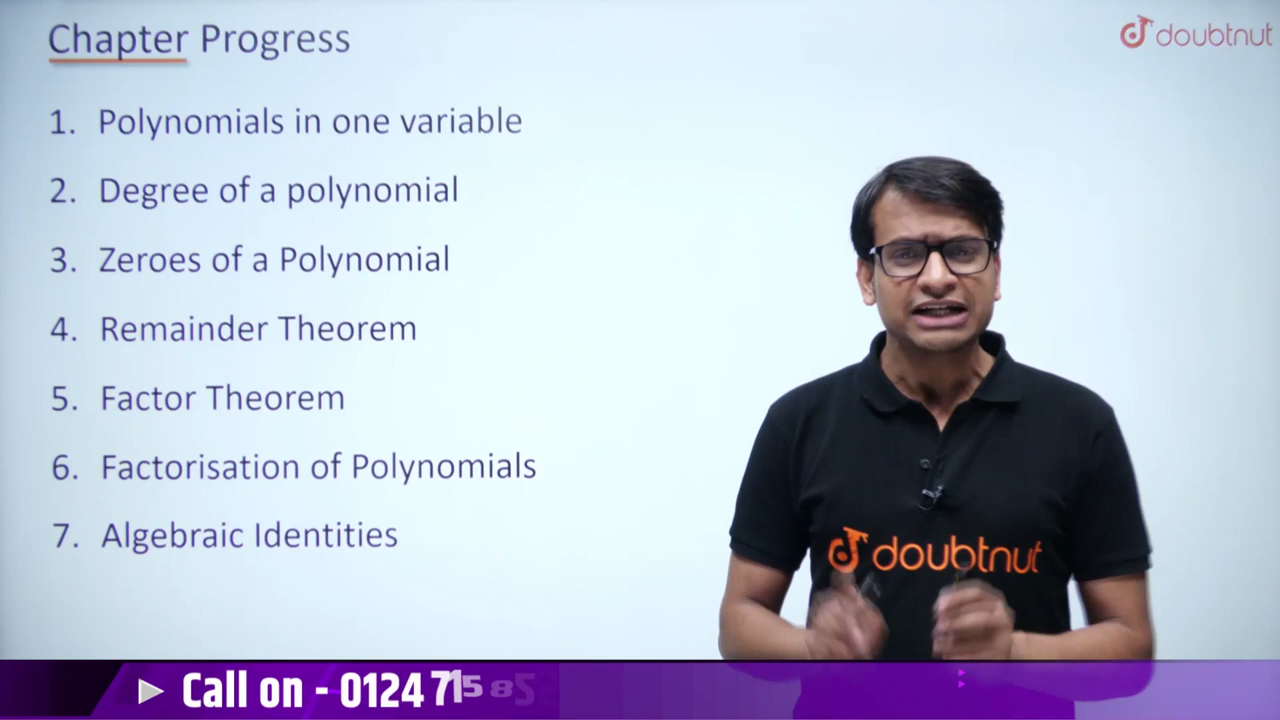 Chapter Progress
doubtnut
1. Polynomials in one variable
2. Degree of a polynomial
3. Zeroes of a Polynomial
4. Remainder Theorem
5. Factor Theorem
6. Factorisation of Polynomials
7. Algebraic Identities
doubtnut
Call on - 0124 7158